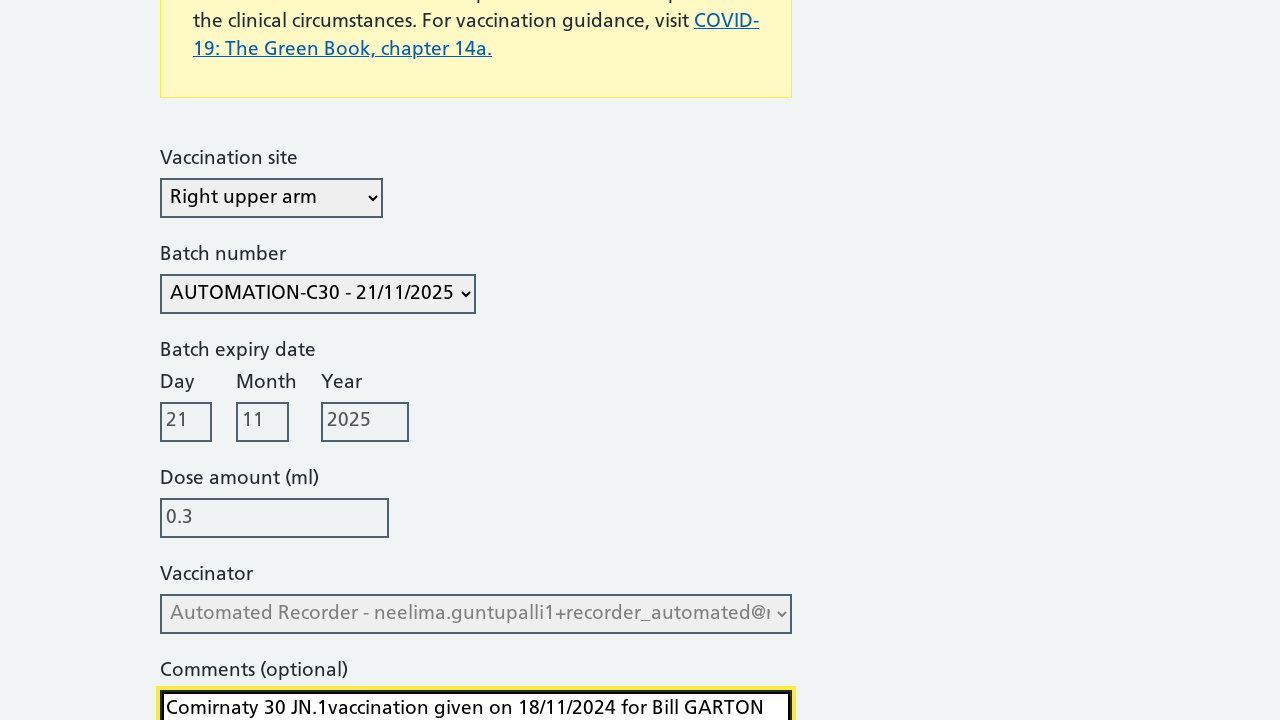 the clinical circumstances. For vaccination guidance, visit COVID-
19: The Green Book, chapter 14a.
Vaccination site
Right upper arm
Batch number
AUTOMATION-C30 - 21/11/2025
Batch expiry date
Day Month Year
21 11 2025
Dose amount (ml)
0.3
Vaccinator
Automated Recorder - neelima.guntupalli1+recorder_automated@
Comments (optional)
Comirnaty 30 JN.1vaccination given on 18/11/2024 for Bill GARTON